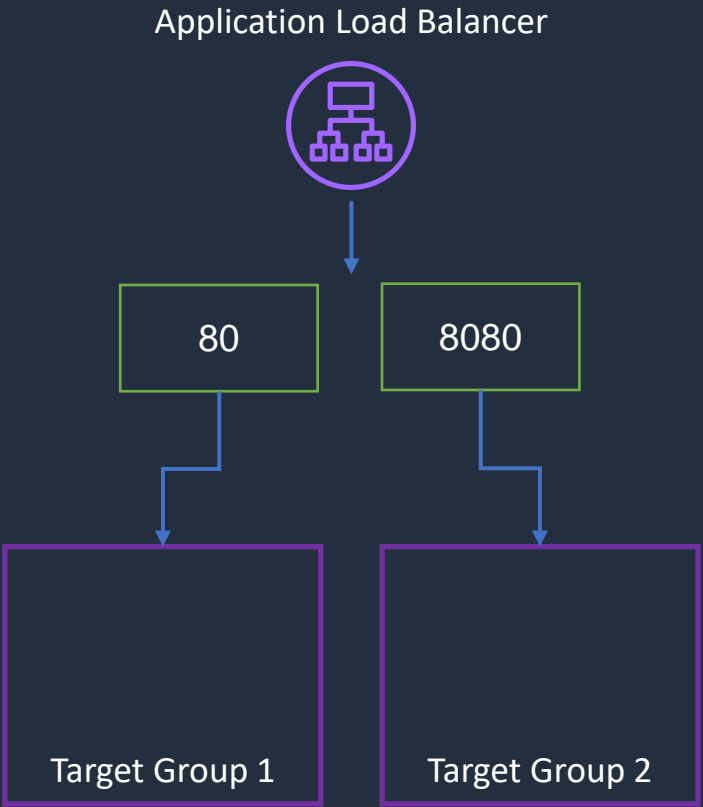 Application Load Balancer
80
8080
Target Group 1
Target Group 2